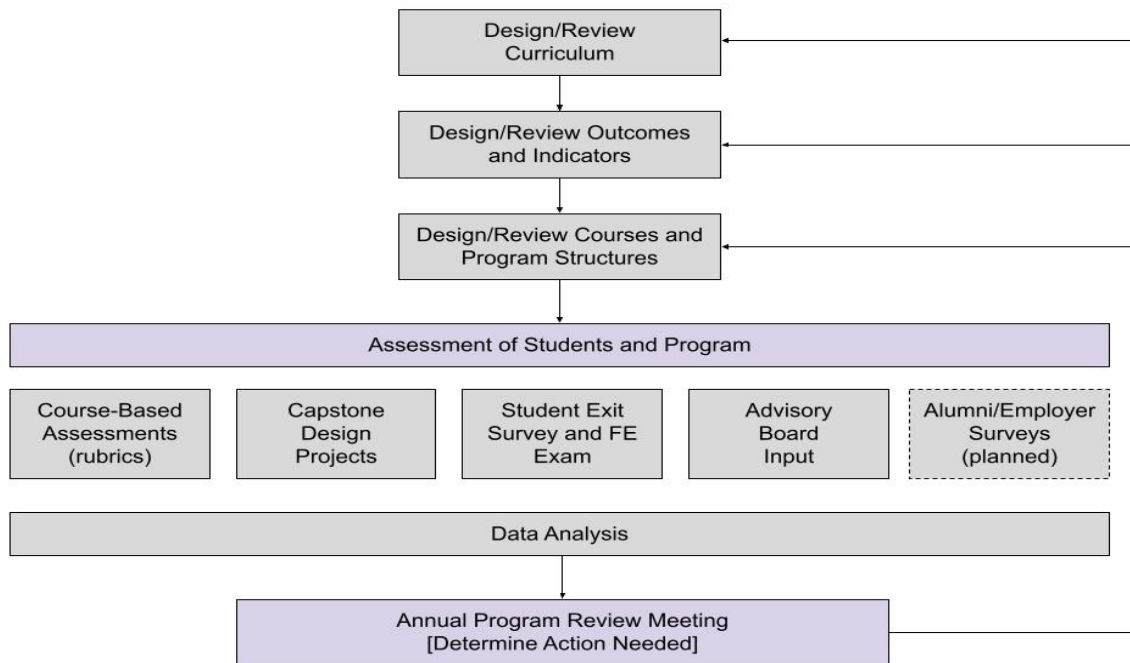 Design/Review
Curriculum
Design/Review Outcomes
and Indicators
Design/Review Courses and
Program Structures
Assessment of Students and Program
Course-Based
Assessments
(rubrics)
Capstone
Design
Projects
Student Exit
Survey and FE
Exam
Advisory
Board
Input
Alumni/Employer
Surveys
(planned)
Data Analysis
Annual Program Review Meeting
[Determine Action Needed]